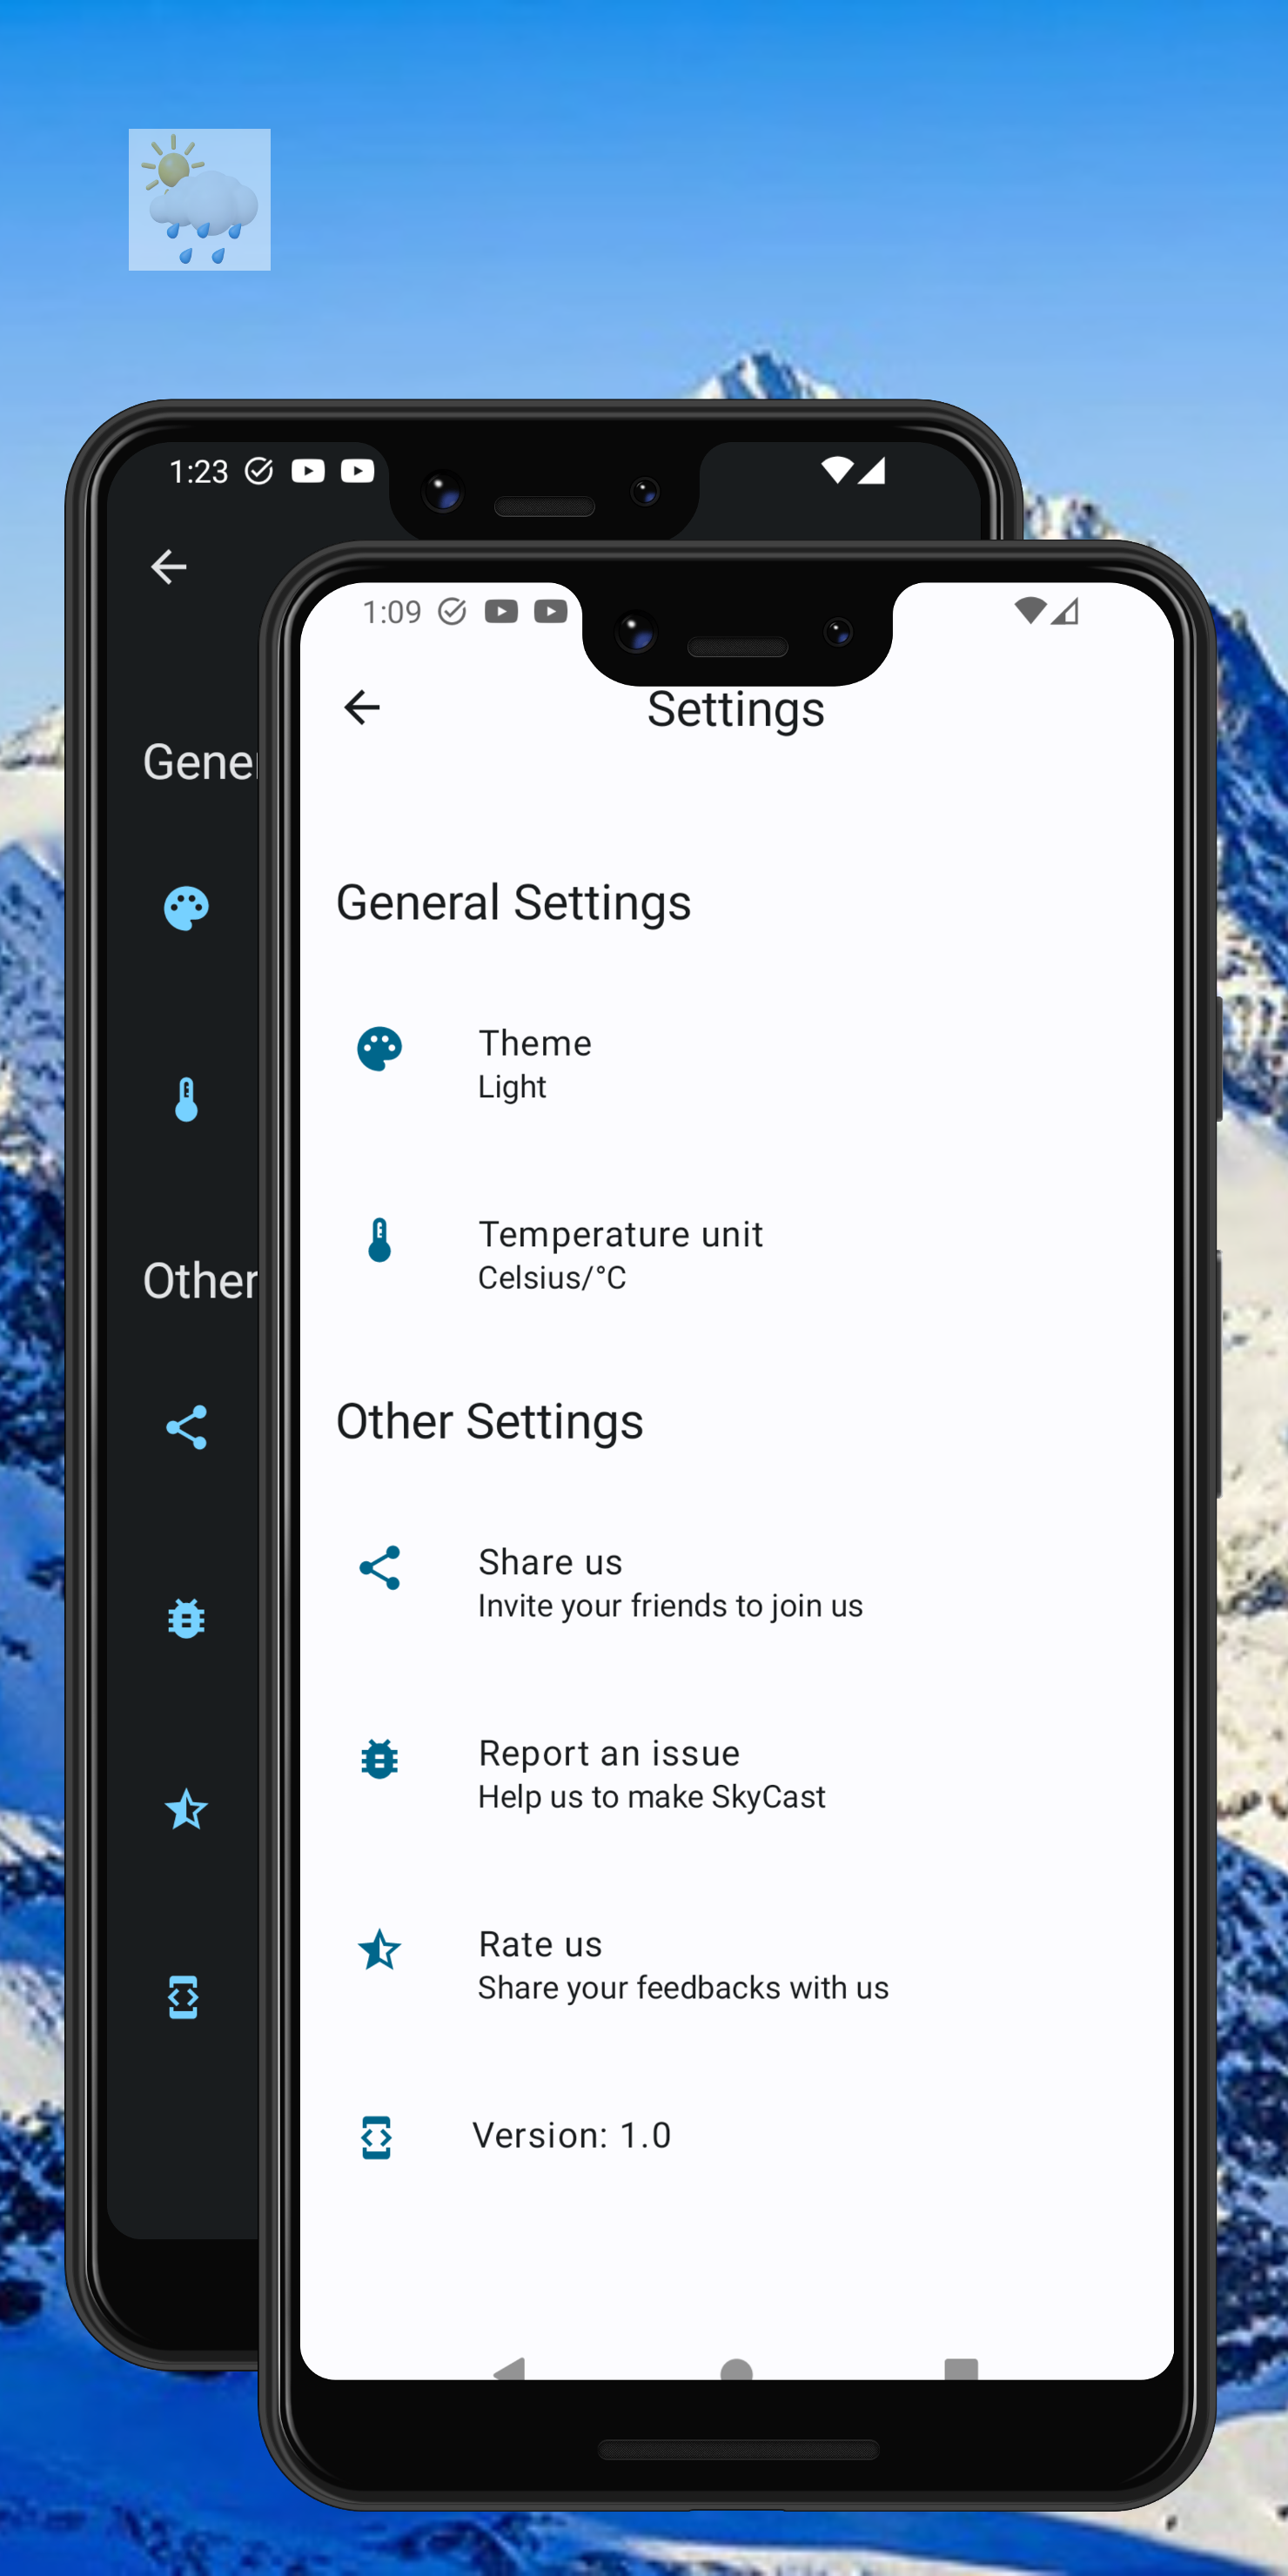 1:23
Gene
Other
1:09
Settings
General Settings
Theme
Light
Temperature unit
Celsius/°C
Other Settings
Share us
Invite your friends to join us
Report an issue
Help us to make SkyCast
Rate us
Share your feedbacks with us
Version: 1.0